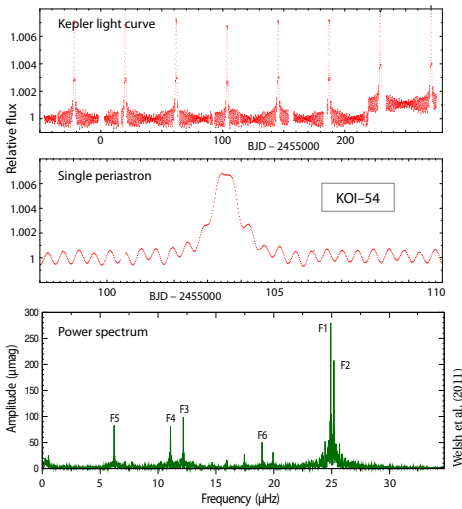 Kepler light curve
1.006
1.004
1.002
1
Relative flux
0
100
200
BJD – 2455000
Single periastron
KOI–54
1.006
1.004
1.002
1
100
105
110
BJD – 2455000
Power spectrum
300
250
200
150
100
50
0
Amplitude (μmag)
F1
F2
F5
F4
F3
F6
0
5
10
15
20
25
30
Frequency (μHz)
Welsh et al. (2011)